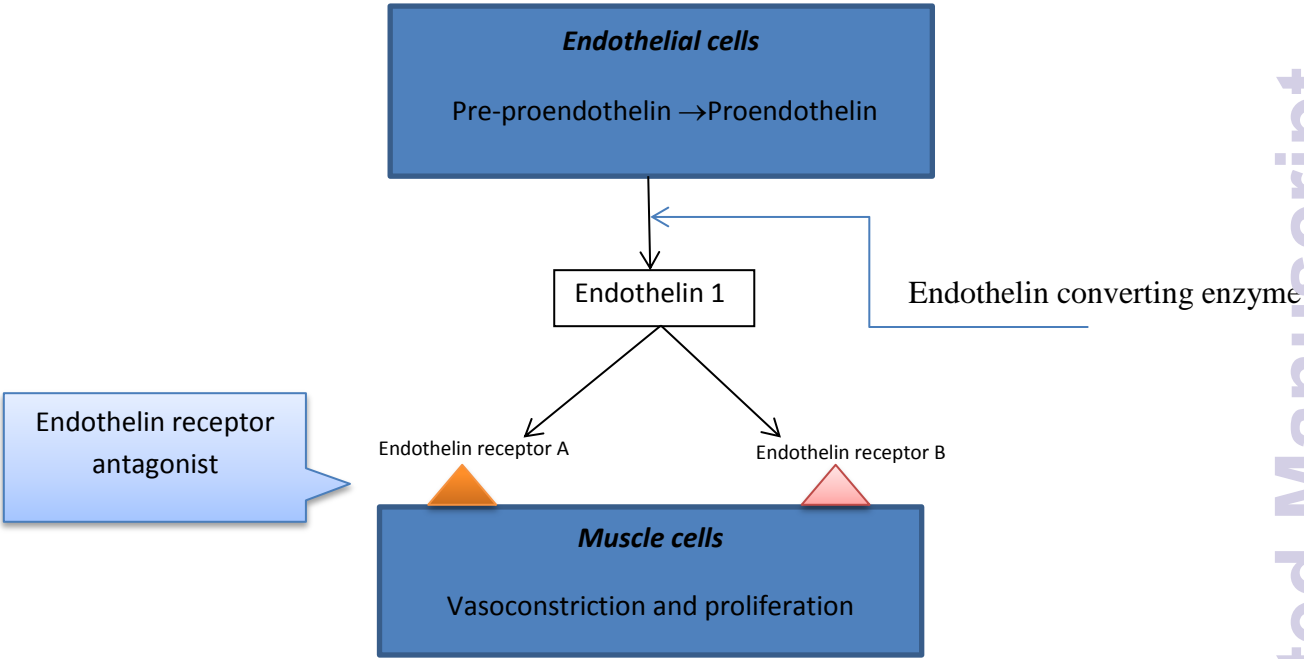 Endothelial cells
Pre-proendothelin →Proendothelin
Endothelin 1
Endothelin converting enzyme
Endothelin receptor
antagonist
Endothelin receptor A
Endothelin receptor B
Muscle cells
Vasoconstriction and proliferation